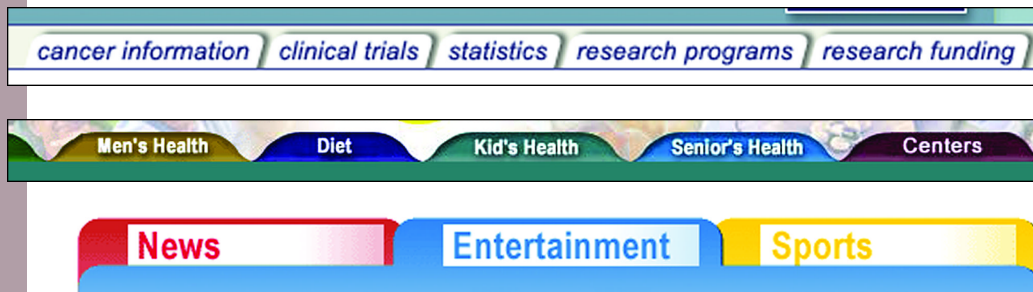 cancer information clinical trials statistics research programs research funding
Men's Health Diet Kid's Health Senior's Health Centers
News Entertainment Sports